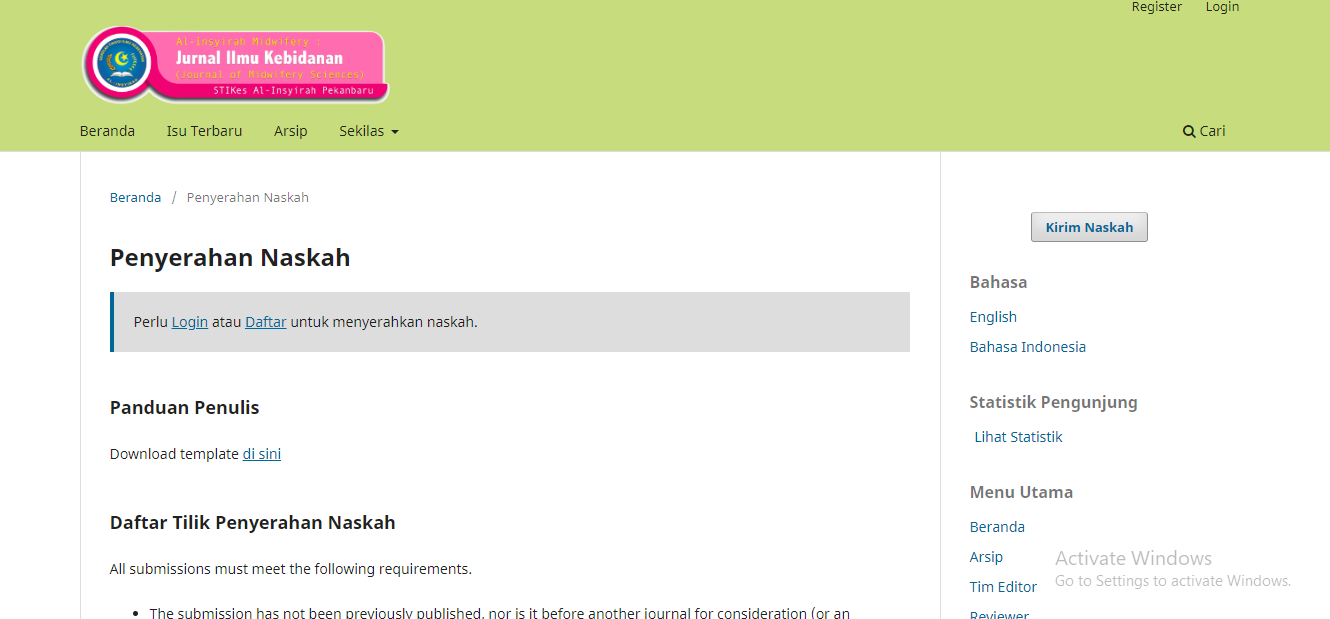 Register Login
Al-Insyirah Midwifery :
Jurnal Ilmu Kebidanan
(Journal of Midwifery Sciences)
STIKes Al-Insyirah Pekanbaru
Beranda Isu Terbaru Arsip Sekilas Cari
Beranda / Penyerahan Naskah
Penyerahan Naskah
Perlu Login atau Daftar untuk menyerahkan naskah.
Panduan Penulis
Download template di sini
Daftar Tilik Penyerahan Naskah
All submissions must meet the following requirements.
• The submission has not been previously published, nor is it before another journal for consideration (or an
Kirim Naskah
Bahasa
English
Bahasa Indonesia
Statistik Pengunjung
Lihat Statistik
Menu Utama
Beranda
Arsip
Tim Editor
Reviewer
Activate Windows
Go to Settings to activate Windows.